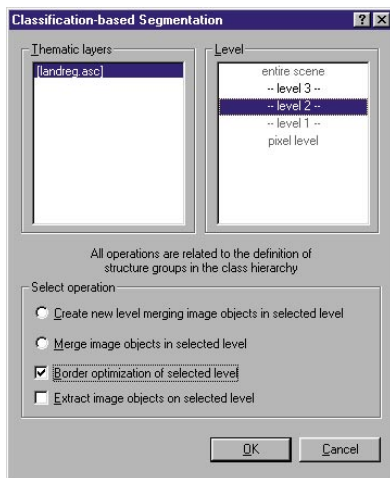 Classification-based Segmentation
Thematic layers
[landreg.asc]
Level
entire scene
-- level 3 --
-- level 2 --
-- level 1 --
pixel level
All operations are related to the definition of
structure groups in the class hierarchy
Select operation
Create new level merging image objects in selected level
Merge image objects in selected level
Border optimization of selected level
Extract image objects on selected level
OK
Cancel